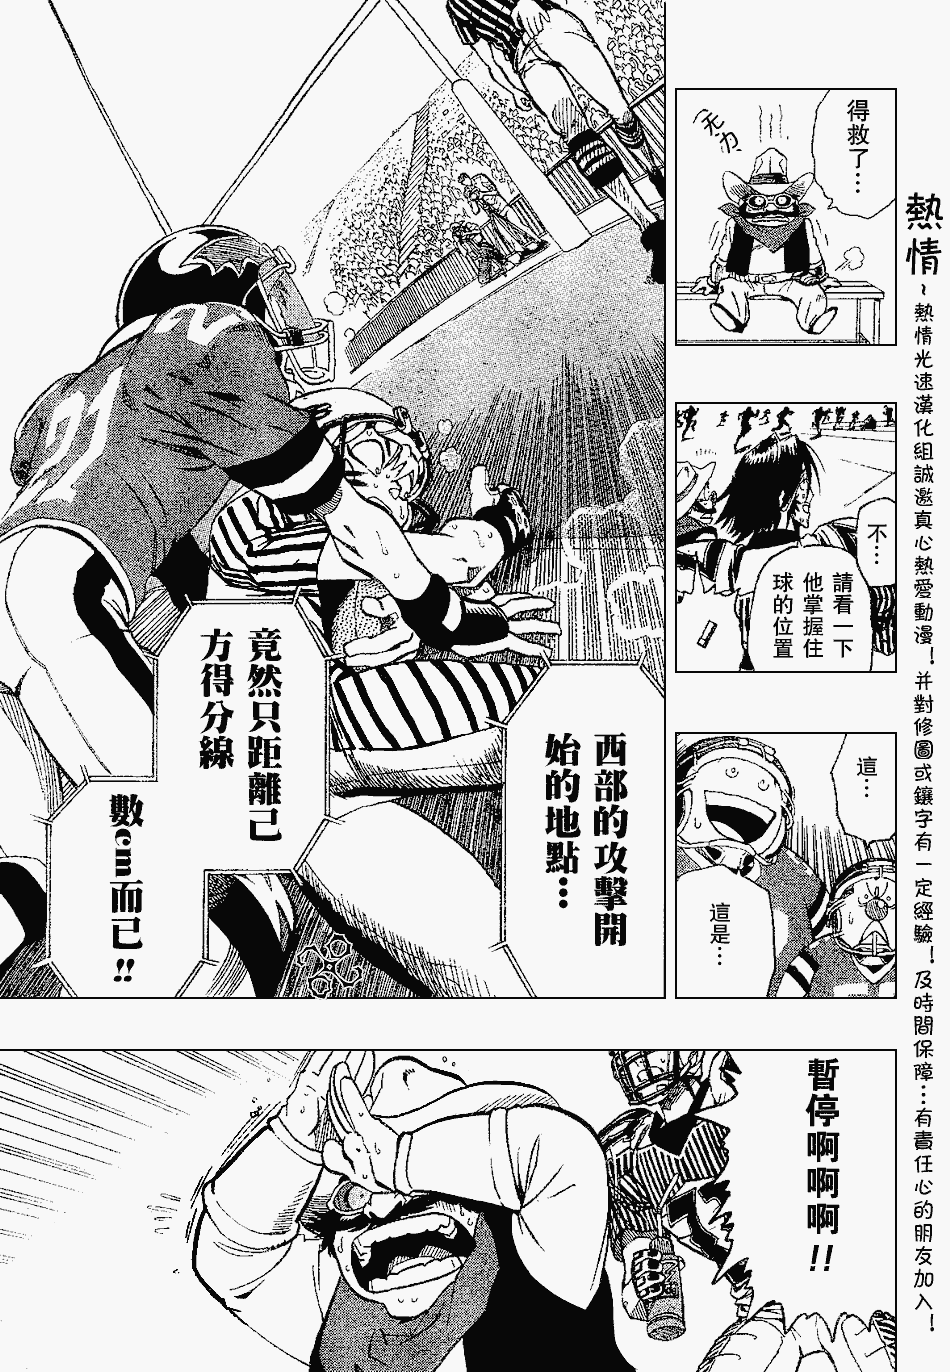 得
救
了…
(无力
不…
請看一下
他掌握住
球的位置
這…
這是…
西部的攻擊開
始的地點…
竟然只距離己
方得分線
數cm而已!!
暫停啊啊啊!!
熱情~熱情光速漢化組誠邀真心熱愛動漫!并對修圖或鑲字有一定經驗!及時間保障…有責任心的朋友加入!
21
2